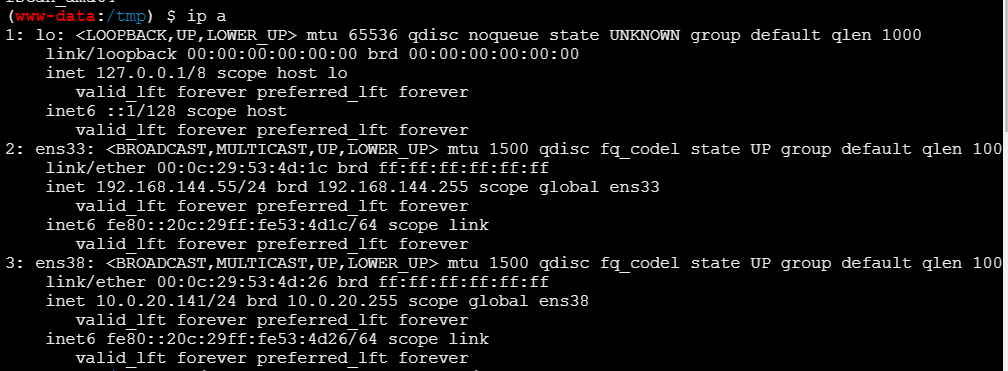 (www-data:/tmp) $ ip a
1: lo: <LOOPBACK,UP,LOWER_UP> mtu 65536 qdisc noqueue state UNKNOWN group default qlen 1000
link/loopback 00:00:00:00:00:00 brd 00:00:00:00:00:00
inet 127.0.0.1/8 scope host lo
valid_lft forever preferred_lft forever
inet6 ::1/128 scope host
valid_lft forever preferred_lft forever
2: ens33: <BROADCAST,MULTICAST,UP,LOWER_UP> mtu 1500 qdisc fq_codel state UP group default qlen 100
link/ether 00:0c:29:53:4d:1c brd ff:ff:ff:ff:ff:ff
inet 192.168.144.55/24 brd 192.168.144.255 scope global ens33
valid_lft forever preferred_lft forever
inet6 fe80::20c:29ff:fe53:4d1c/64 scope link
valid_lft forever preferred_lft forever
3: ens38: <BROADCAST,MULTICAST,UP,LOWER_UP> mtu 1500 qdisc fq_codel state UP group default qlen 100
link/ether 00:0c:29:53:4d:26 brd ff:ff:ff:ff:ff:ff
inet 10.0.20.141/24 brd 10.0.20.255 scope global ens38
valid_lft forever preferred_lft forever
inet6 fe80::20c:29ff:fe53:4d26/64 scope link
valid_lft forever preferred_lft forever